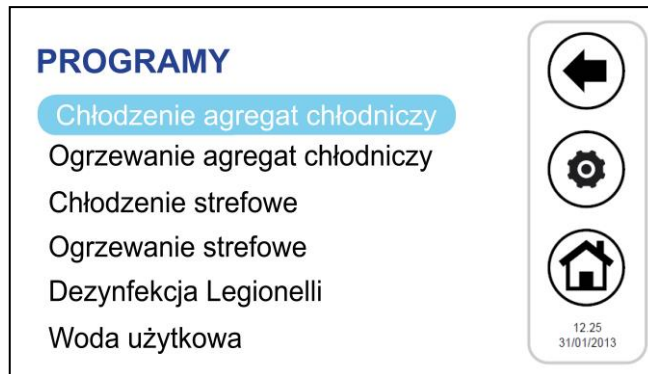 PROGRAMY
Chłodzenie agregat chłodniczy
Ogrzewanie agregat chłodniczy
Chłodzenie strefowe
Ogrzewanie strefowe
Dezynfekcja Legionelli
Woda użytkowa
12.25
31/01/2013